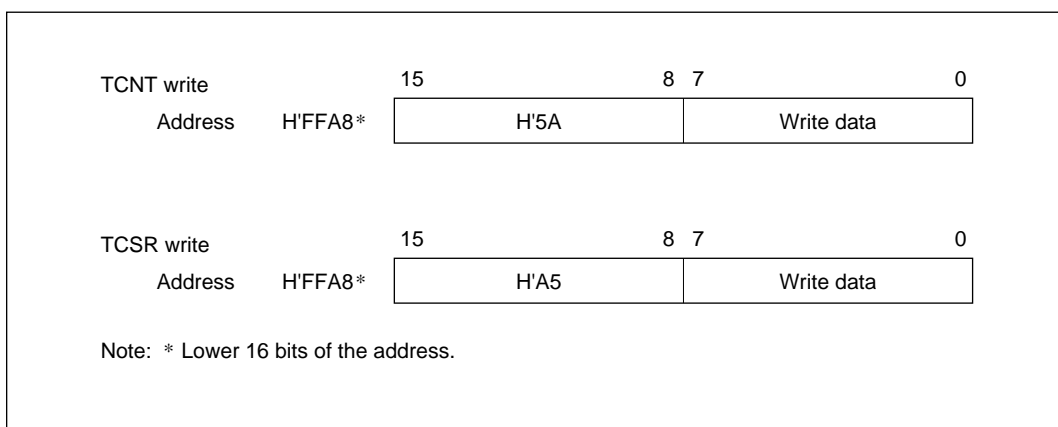 TCNT write 15 8 7 0
Address H'FFA8* H'5A Write data
TCSR write 15 8 7 0
Address H'FFA8* H'A5 Write data
Note: * Lower 16 bits of the address.